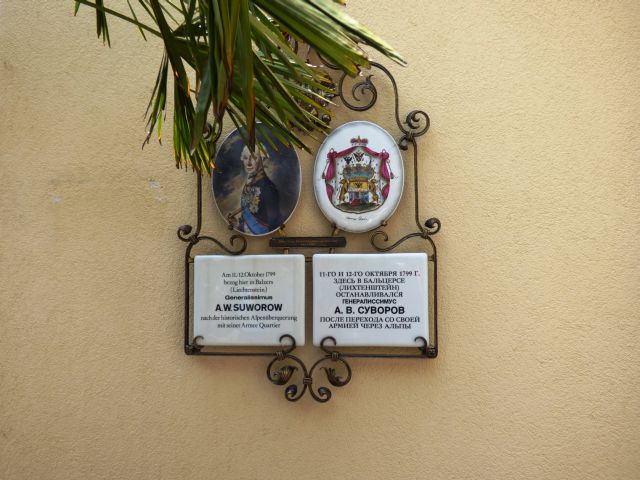 Am 11./12.Oktober 1799
bezog hier in Balzers
(Liechtenstein)
Generalissimus
A.W.SUWOROW
nach der historischen Alpenüberquerung
mit seiner Armee Quartier
11-ГО И 12-ГО ОКТЯБРЯ 1799 Г.
ЗДЕСЬ В БАЛЬЦЕРСЕ
(ЛИХТЕНШТЕЙН)
ОСТАНАВЛИВАЛСЯ
ГЕНЕРАЛИССИМУС
А. В. СУВОРОВ
ПОСЛЕ ПЕРЕХОДА СО СВОЕЙ
АРМИЕЙ ЧЕРЕЗ АЛЬПЫ